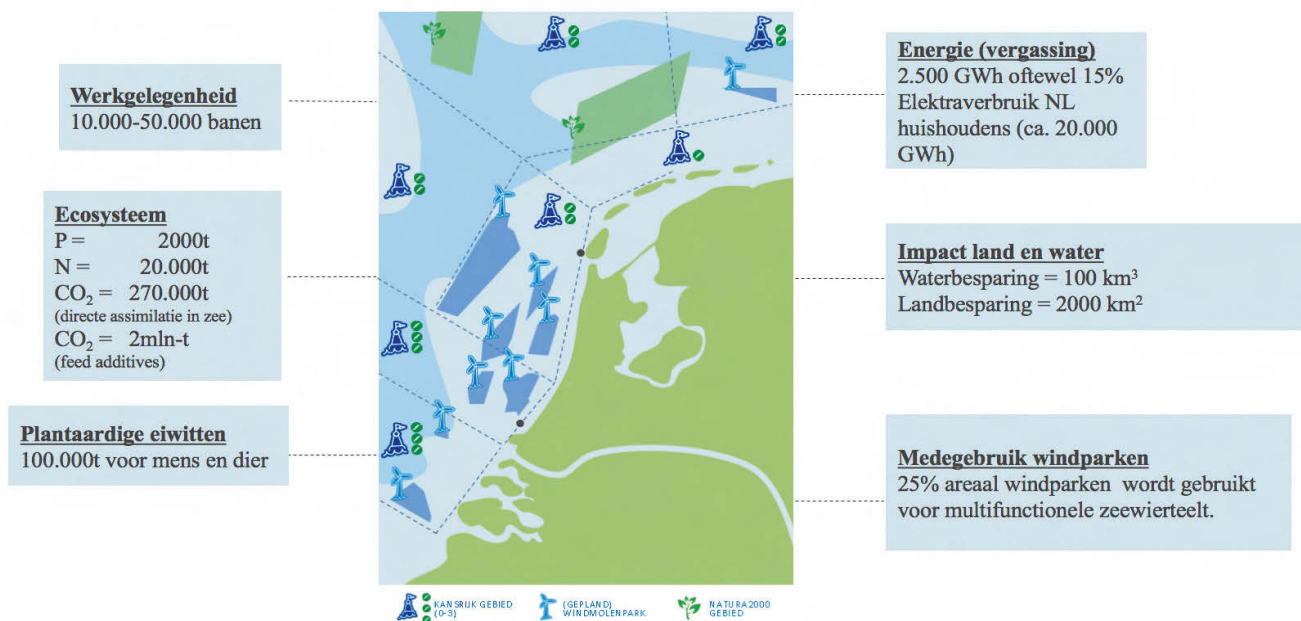 Werkgelegenheid
10.000-50.000 banen
Ecosysteem
P = 2000t
N = 20.000t
CO₂ = 270.000t
(directe assimilatie in zee)
CO₂ = 2mln-t
(feed additives)
Plantaardige eiwitten
100.000t voor mens en dier
Energie (vergassing)
2.500 GWh oftewel 15%
Elektraverbruik NL
huishoudens (ca. 20.000
GWh)
Impact land en water
Waterbesparing = 100 km³
Landbesparing = 2000 km²
Medegebruik windparken
25% areaal windparken wordt gebruikt
voor multifunctionele zeewierteelt.
KANSRIJK GEBIED
(0-3)
(GEPLAND)
WINDMOLENPARK
NATURA2000
GEBIED